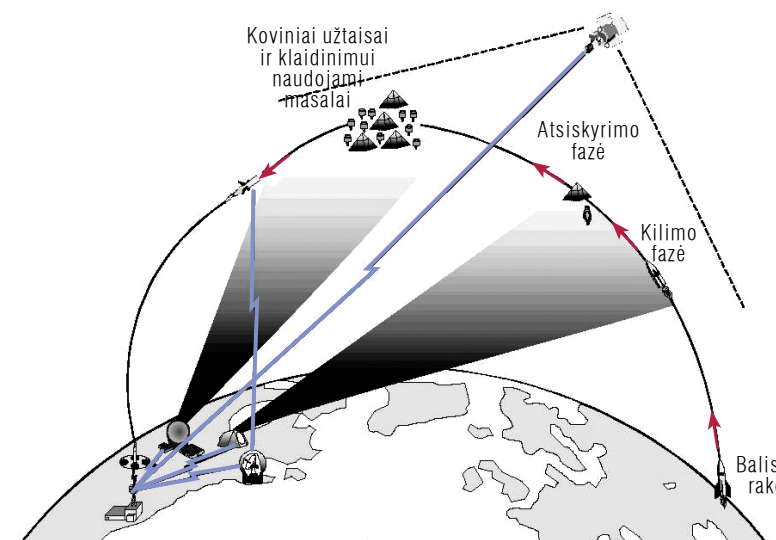 Koviniai užtaisai
ir klaidinimui
naudojami
masalai
Atsiskyrimo
fazė
Kilimo
fazė